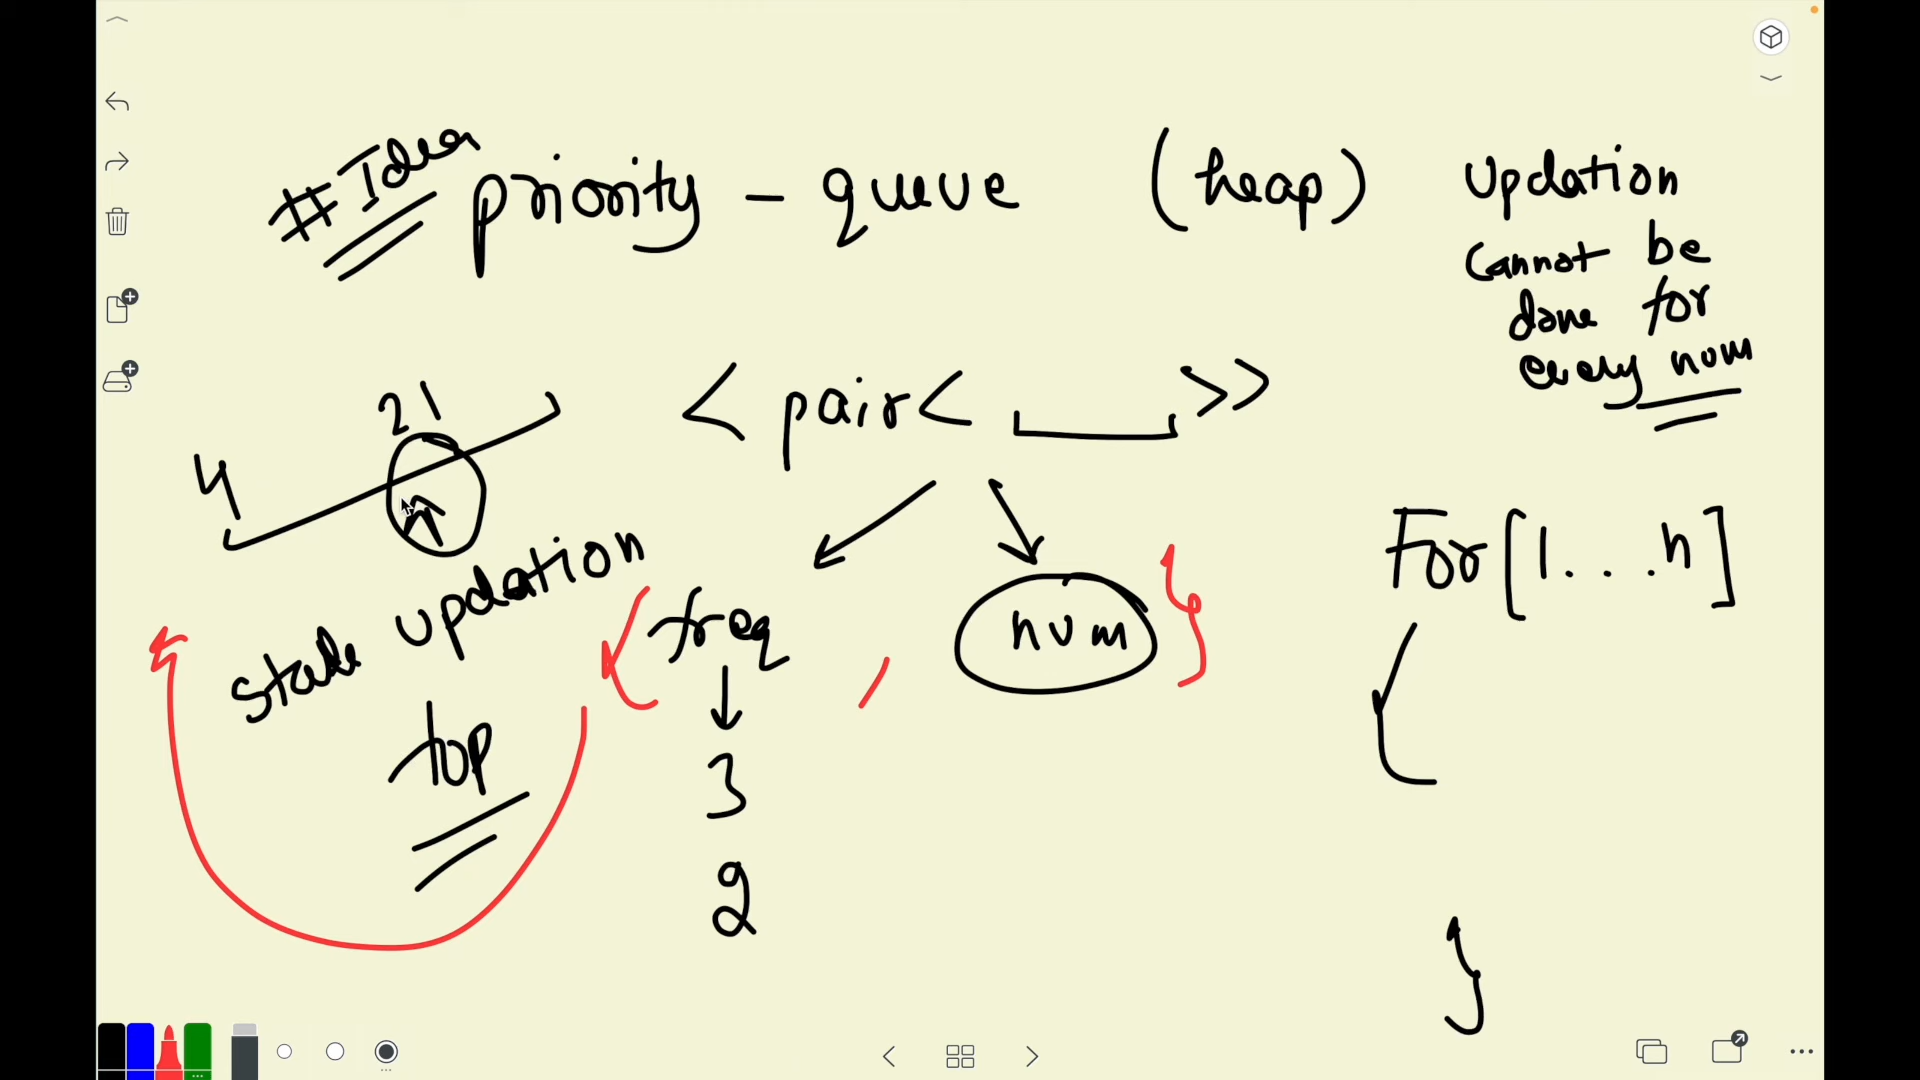 # Idea
priority - queue (heap)
Updation
cannot be
done for
every num
< pair< >>
21
4
For [1...n]
stale updation
{ freq , num }
top
3
2
}